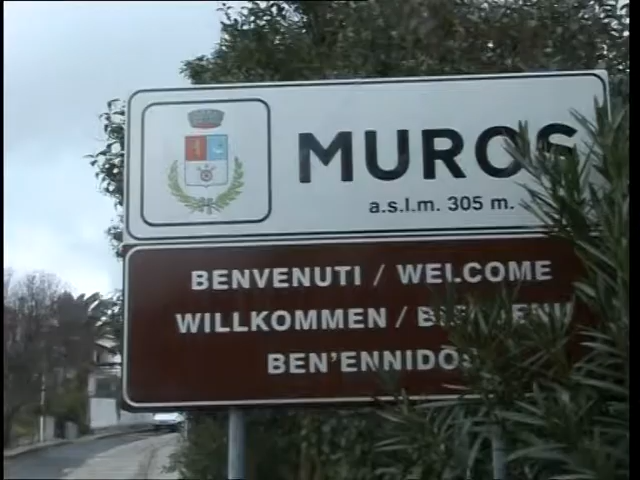 MUROS
a.s.l.m. 305 m.
BENVENUTI / WELCOME
WILLKOMMEN /
BEN'ENNIDOS